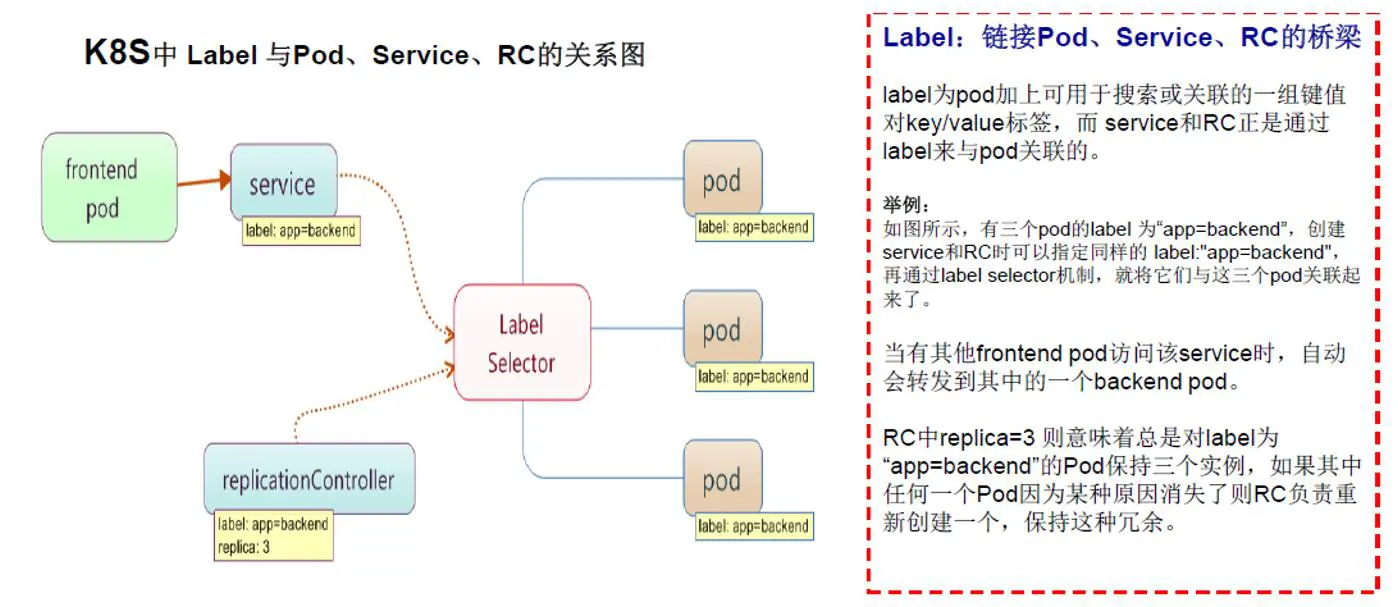 K8S中 Label 与Pod、Service、RC的关系图
frontend
pod
service
label: app=backend
Label
Selector
replicationController
label: app=backend
replica: 3
pod
label: app=backend
pod
label: app=backend
pod
label: app=backend
Label：链接Pod、Service、RC的桥梁
label为pod加上可用于搜索或关联的一组键值
对key/value标签，而 service和RC正是通过
label来与pod关联的。
举例：
如图所示，有三个pod的label 为“app=backend”，创建
service和RC时可以指定同样的 label:"app=backend"，
再通过label selector机制，就将它们与这三个pod关联起
来了。
当有其他frontend pod访问该service时，自动
会转发到其中的一个backend pod。
RC中replica=3 则意味着总是对label为
“app=backend”的Pod保持三个实例，如果其中
任何一个Pod因为某种原因消失了则RC负责重
新创建一个，保持这种冗余。